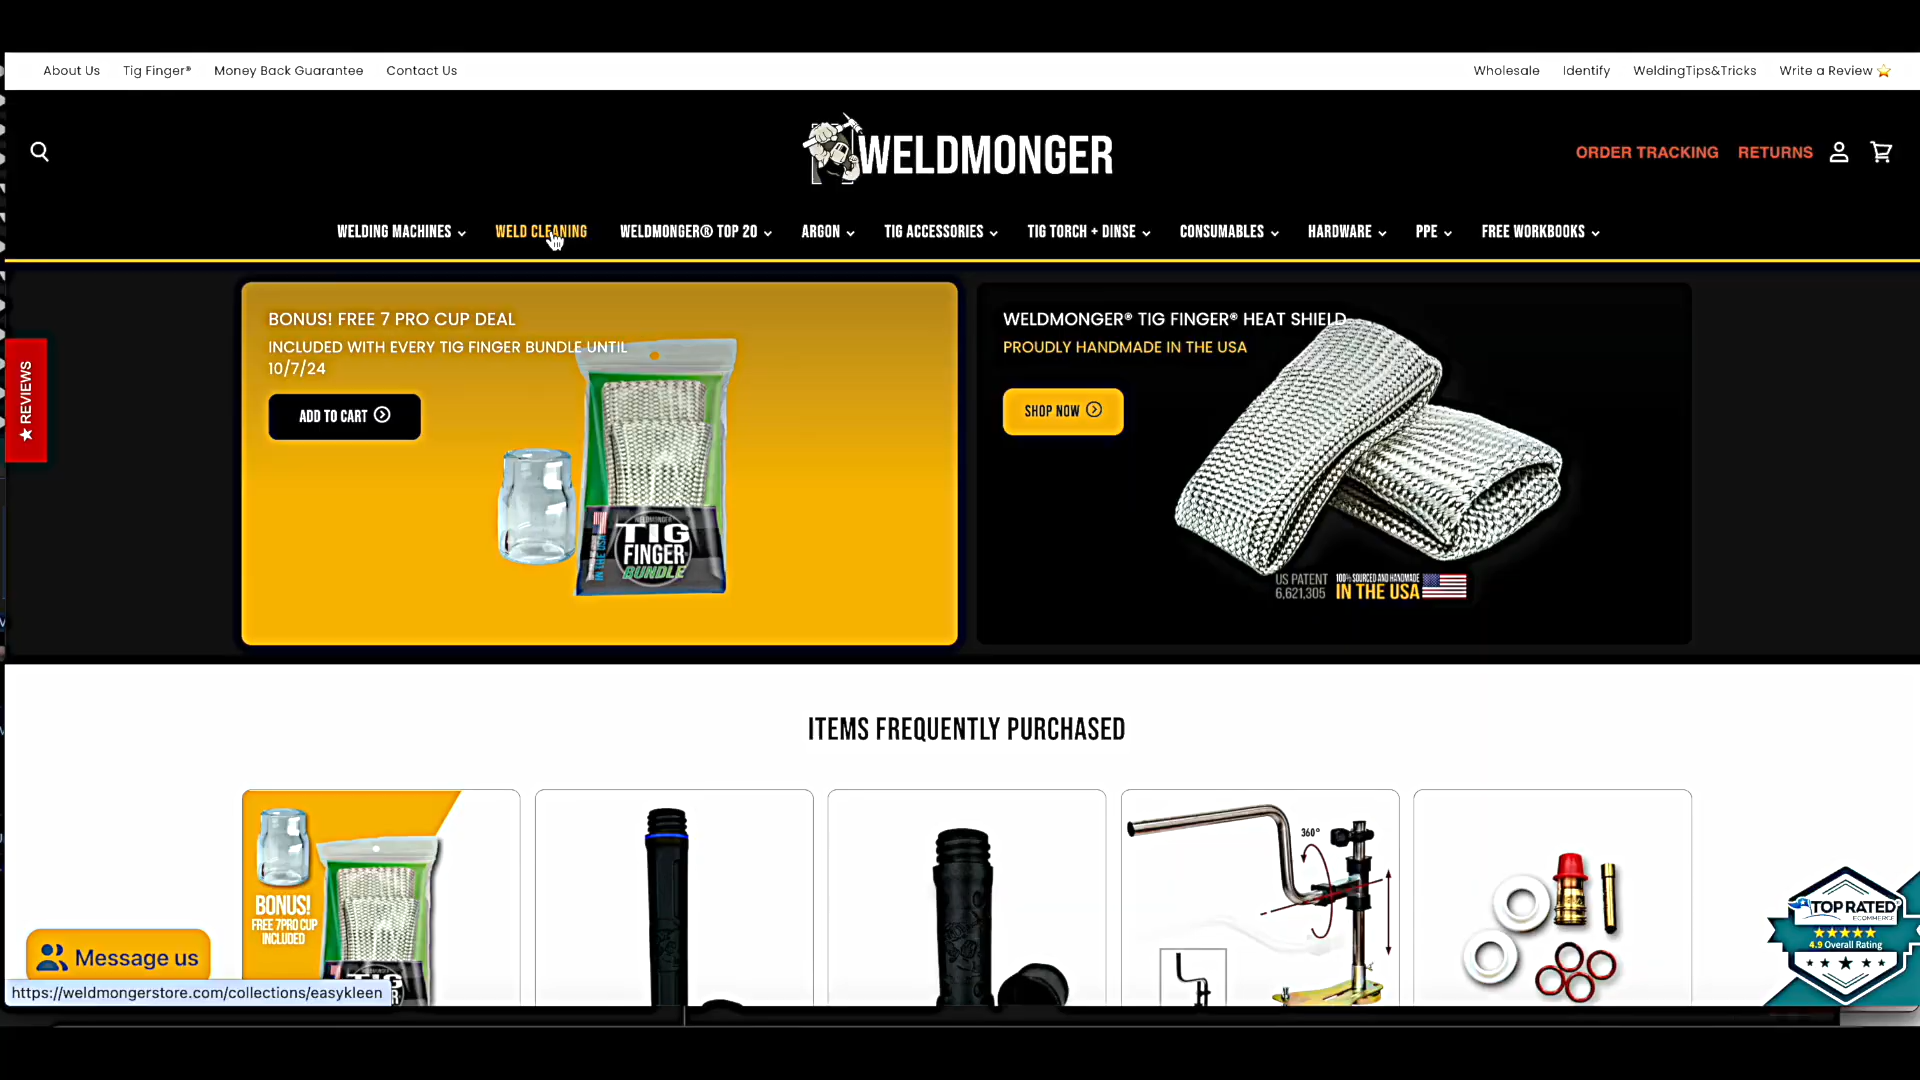 About Us Tig Finger® Money Back Guarantee Contact Us
Wholesale Identify WeldingTips&Tricks Write a Review
WELDMONGER
ORDER TRACKING RETURNS
WELDING MACHINES WELD CLEANING WELDMONGER® TOP 20 ARGON TIG ACCESSORIES TIG TORCH + DINSE CONSUMABLES HARDWARE PPE FREE WORKBOOKS
★ REVIEWS
BONUS! FREE 7 PRO CUP DEAL
INCLUDED WITH EVERY TIG FINGER BUNDLE UNTIL
10/7/24
ADD TO CART
WELDMONGER
TIG
FINGER
BUNDLE
IN THE USA
WELDMONGER® TIG FINGER® HEAT SHIELD
PROUDLY HANDMADE IN THE USA
SHOP NOW
US PATENT
6,621,305
100% SOURCED AND HANDMADE
IN THE USA
ITEMS FREQUENTLY PURCHASED
BONUS!
FREE 7PRO CUP
INCLUDED
TIG
360°
TOP RATED
ECOMMERCE
4.9 Overall Rating
Message us
https://weldmongerstore.com/collections/easykleen